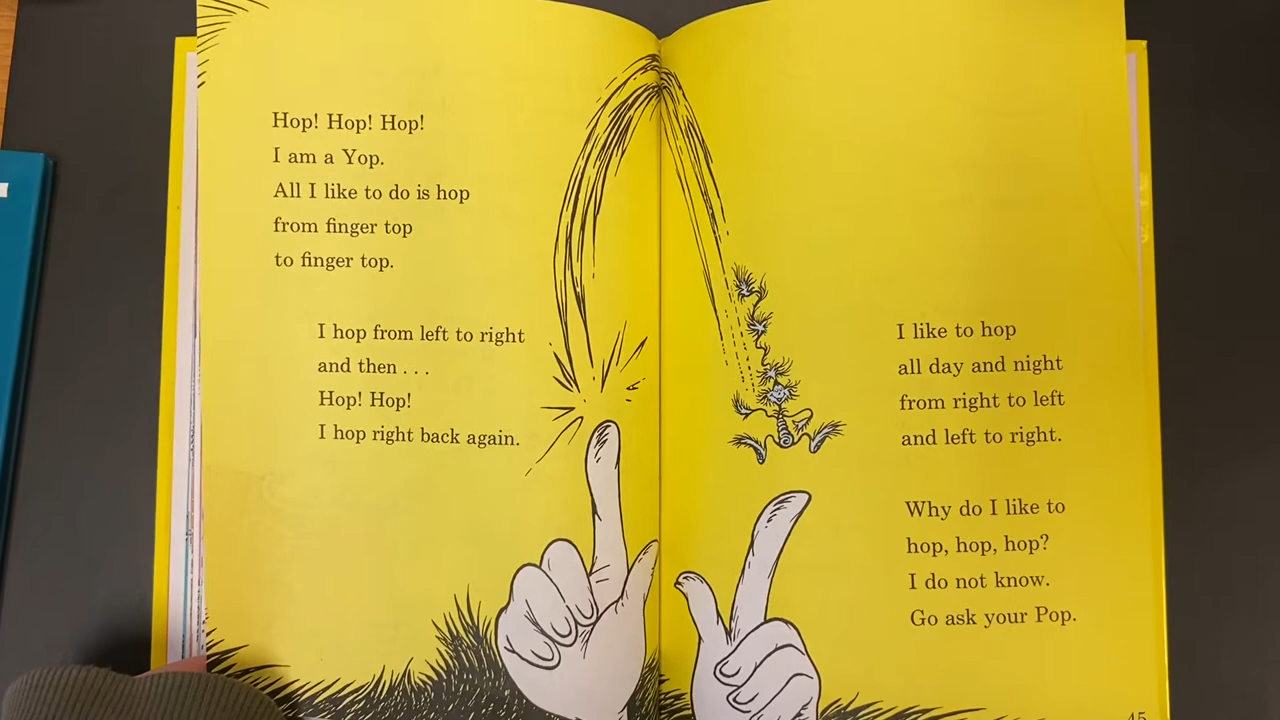 Hop! Hop! Hop!
I am a Yop.
All I like to do is hop
from finger top
to finger top.
I hop from left to right
and then . . .
Hop! Hop!
I hop right back again.
I like to hop
all day and night
from right to left
and left to right.
Why do I like to
hop, hop, hop?
I do not know.
Go ask your Pop.
45